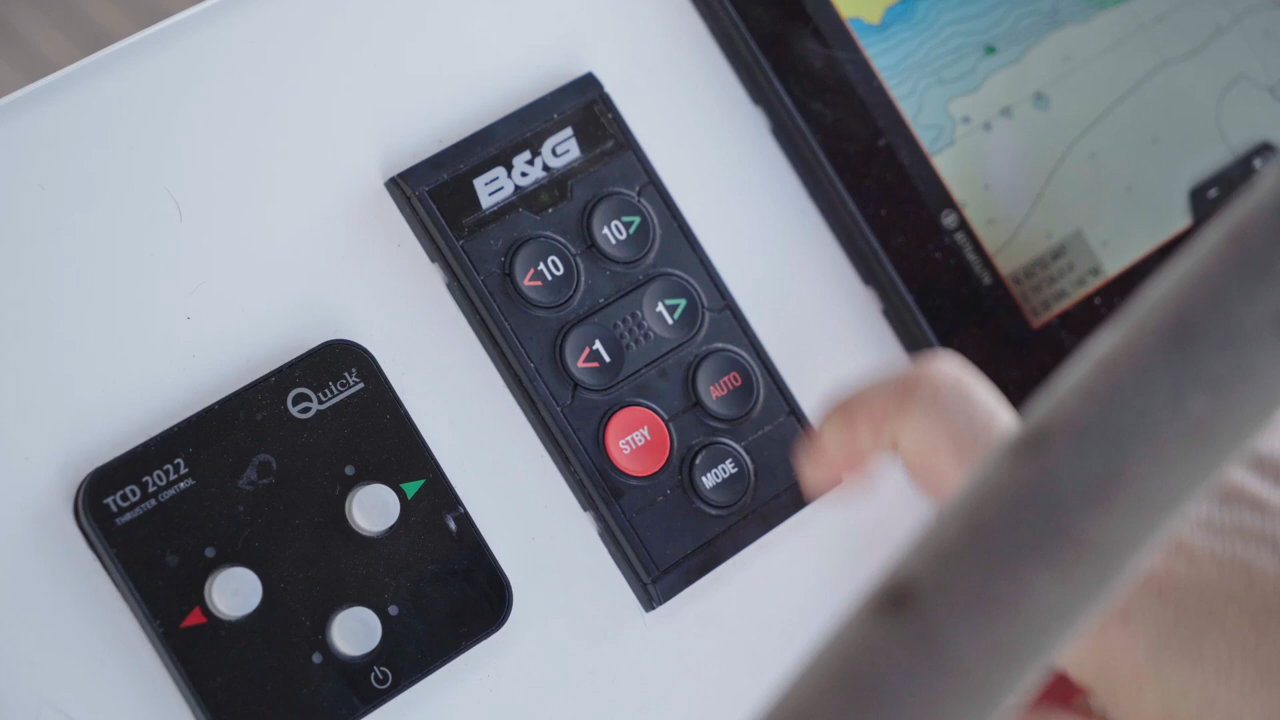 B&G
<10
10>
<1
1>
AUTO
STBY
MODE
Quick
TCD 2022
THRUSTER CONTROL